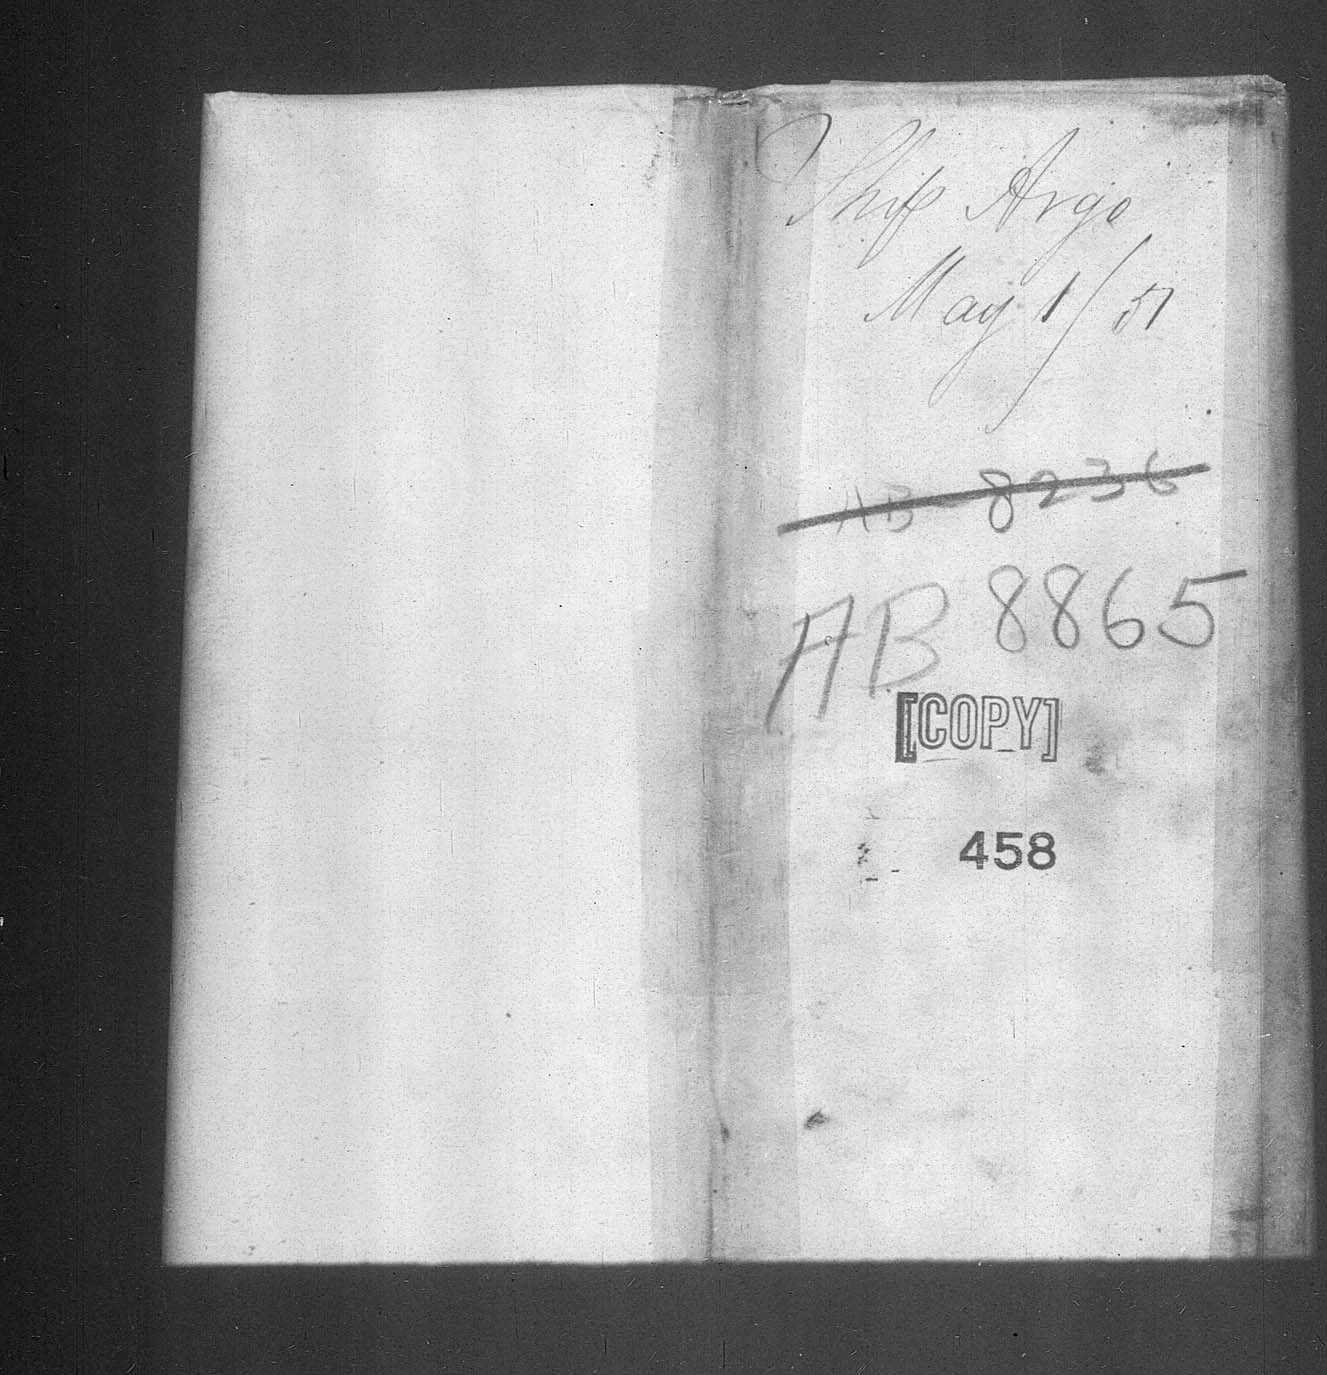 Ship Argo
May 1/51
AB-8236
AB 8865
[COPY]
458